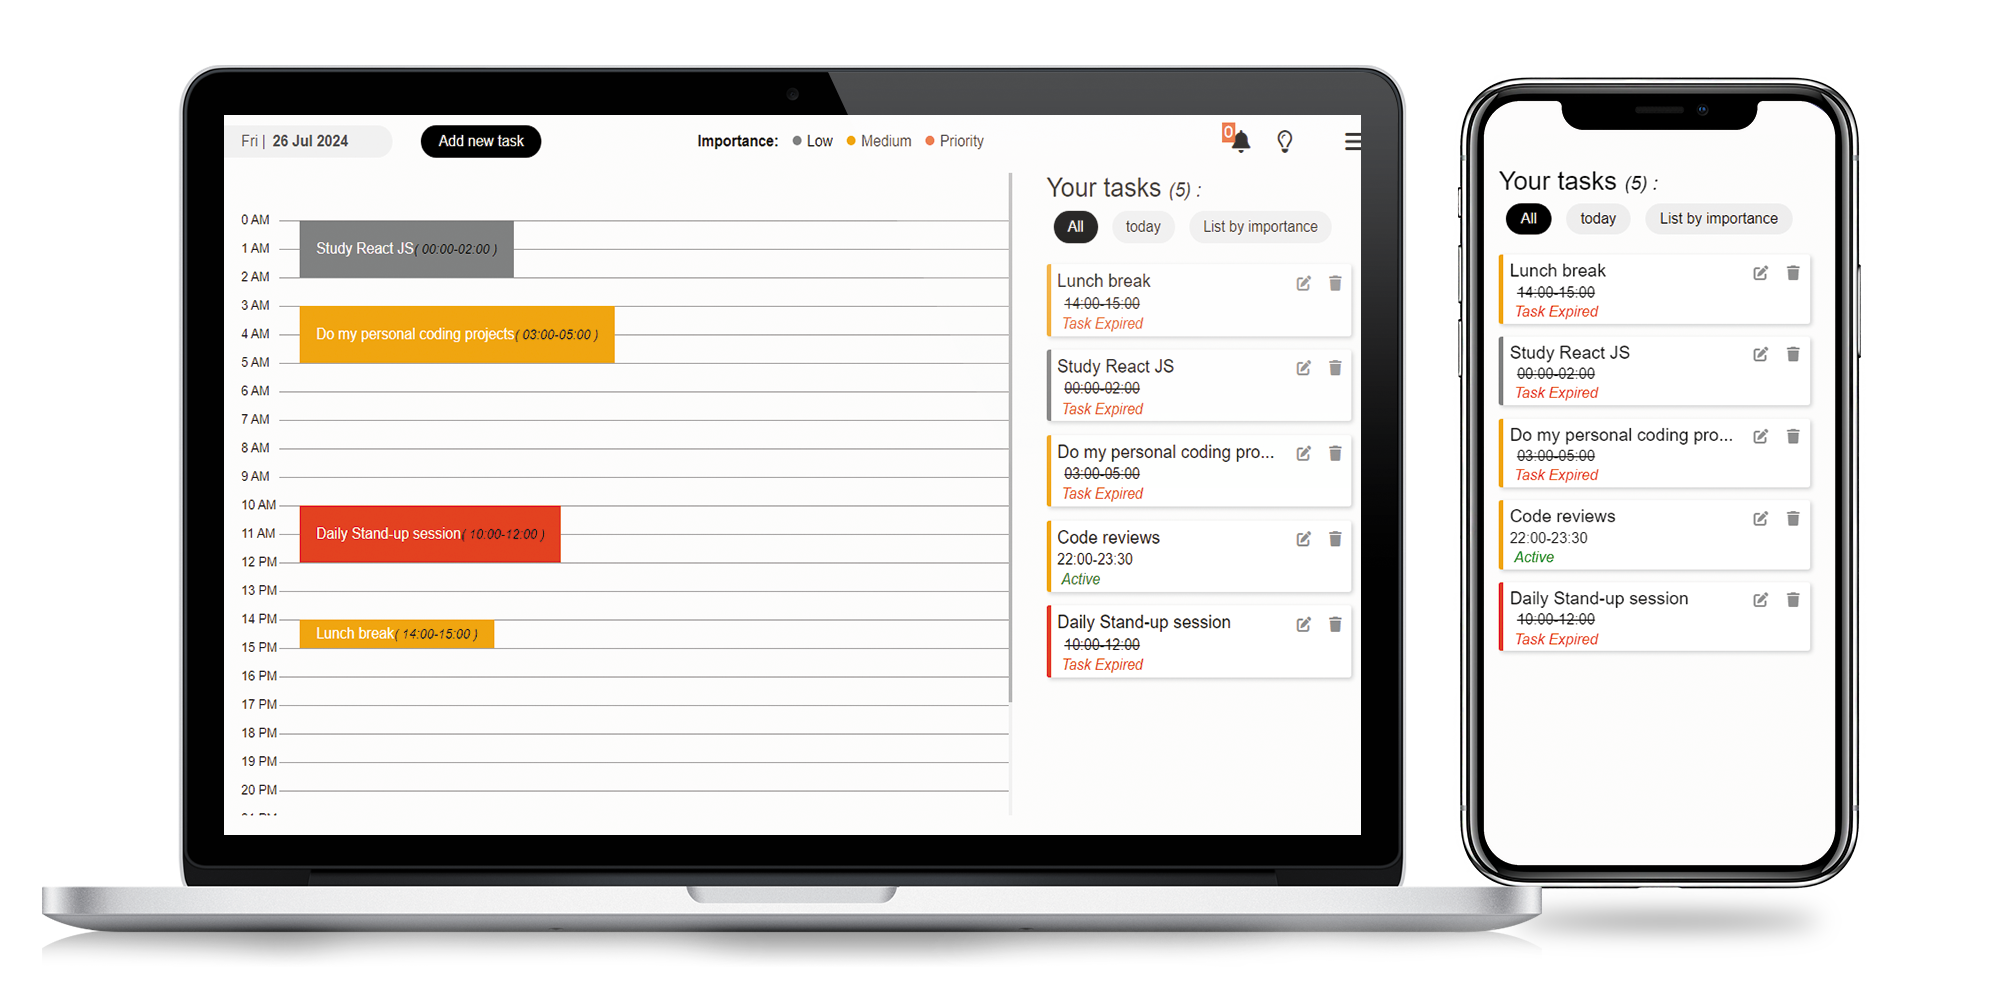 Fri | 26 Jul 2024
Add new task
Importance: Low Medium Priority
0
0 AM
1 AM
2 AM
3 AM
4 AM
5 AM
6 AM
7 AM
8 AM
9 AM
10 AM
11 AM
12 PM
13 PM
14 PM
15 PM
16 PM
17 PM
18 PM
19 PM
20 PM
Study React JS( 00:00-02:00 )
Do my personal coding projects( 03:00-05:00 )
Daily Stand-up session( 10:00-12:00 )
Lunch break( 14:00-15:00 )
Your tasks (5) :
All today List by importance
Lunch break
14:00-15:00
Task Expired
Study React JS
00:00-02:00
Task Expired
Do my personal coding pro...
03:00-05:00
Task Expired
Code reviews
22:00-23:30
Active
Daily Stand-up session
10:00-12:00
Task Expired
Your tasks (5) :
All today List by importance
Lunch break
14:00-15:00
Task Expired
Study React JS
00:00-02:00
Task Expired
Do my personal coding pro...
03:00-05:00
Task Expired
Code reviews
22:00-23:30
Active
Daily Stand-up session
10:00-12:00
Task Expired